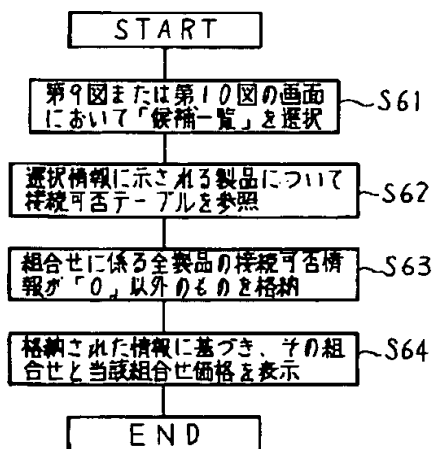 START
第9図または第10図の画面
において「候補一覧」を選択
S61
選択情報に示される製品について
接続可否テーブルを参照
S62
組合せに係る全製品の接続可否情
報が「0」以外のものを格納
S63
格納された情報に基づき、その組
合せと当該組合せ価格を表示
S64
END